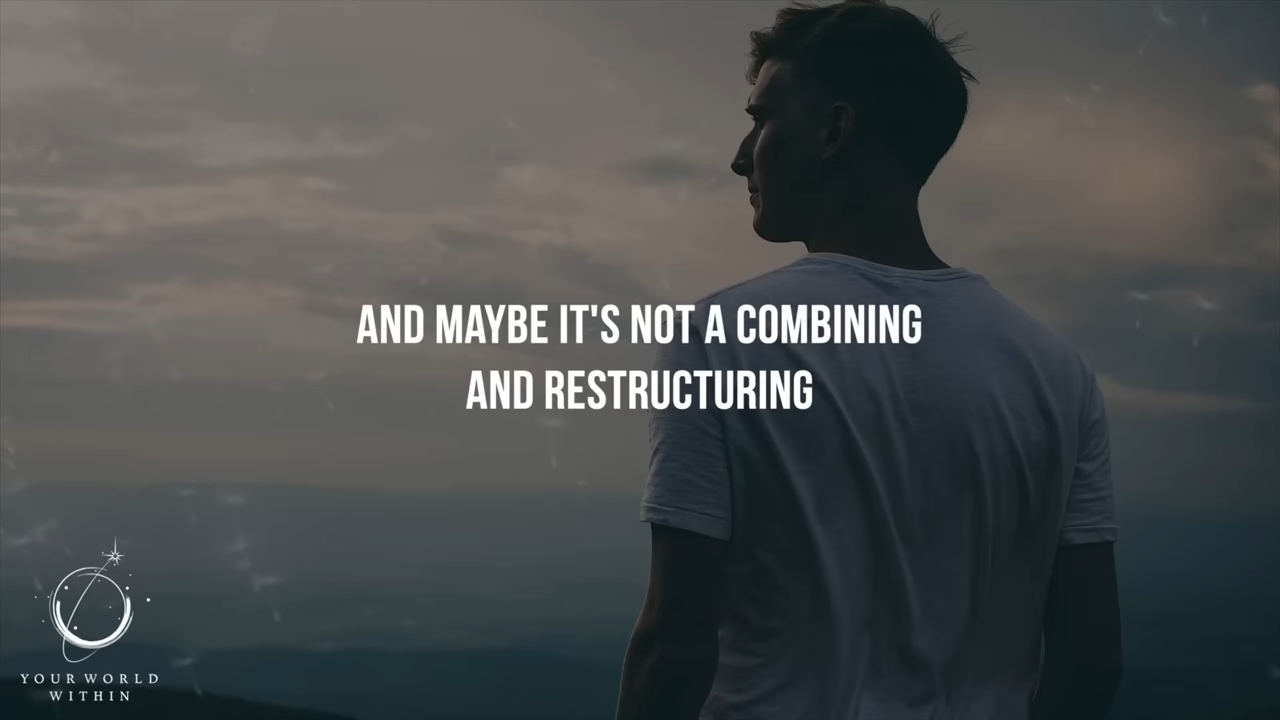 AND MAYBE IT'S NOT A COMBINING
AND RESTRUCTURING
YOUR WORLD
WITHIN